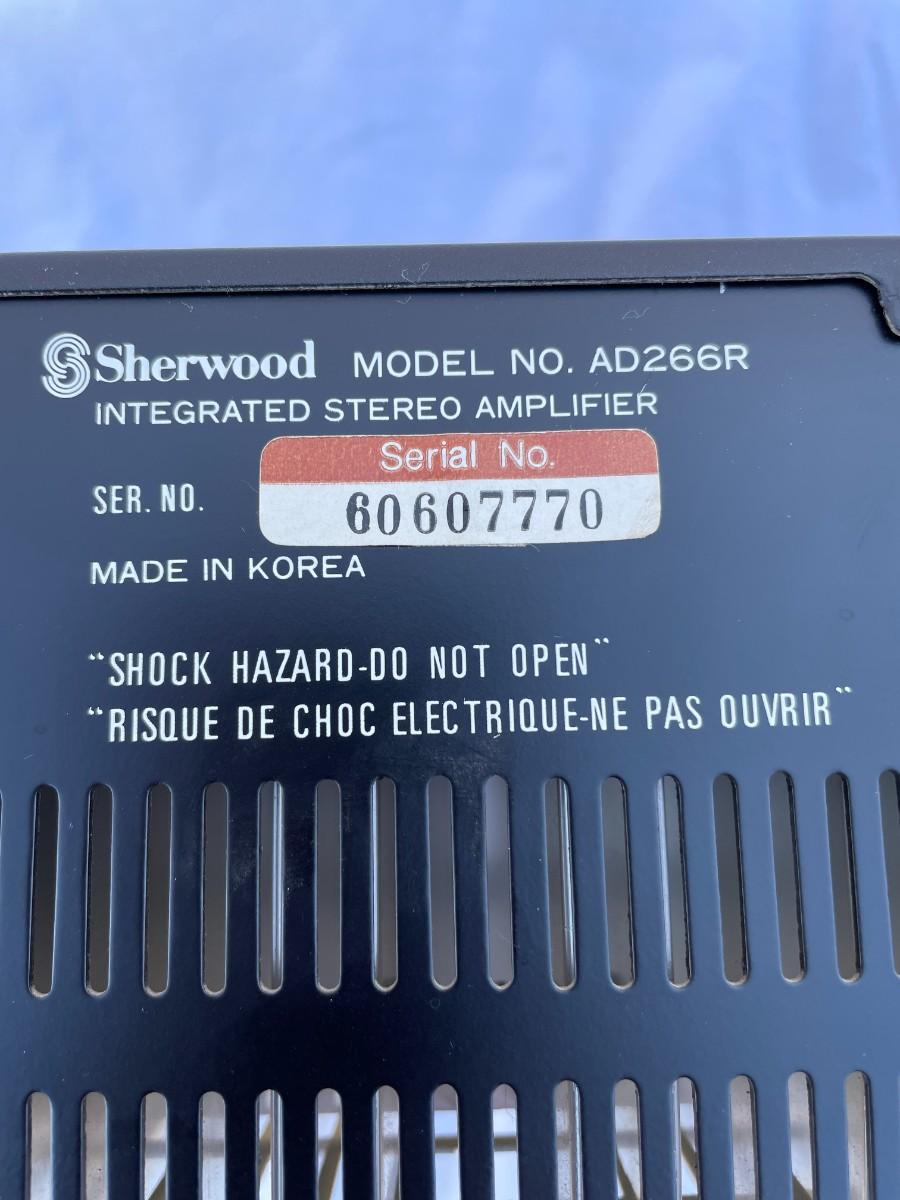 Sherwood MODEL NO. AD266R
INTEGRATED STEREO AMPLIFIER
Serial No.
SER. NO. 60607770
MADE IN KOREA
"SHOCK HAZARD-DO NOT OPEN"
"RISQUE DE CHOC ELECTRIQUE-NE PAS OUVRIR"